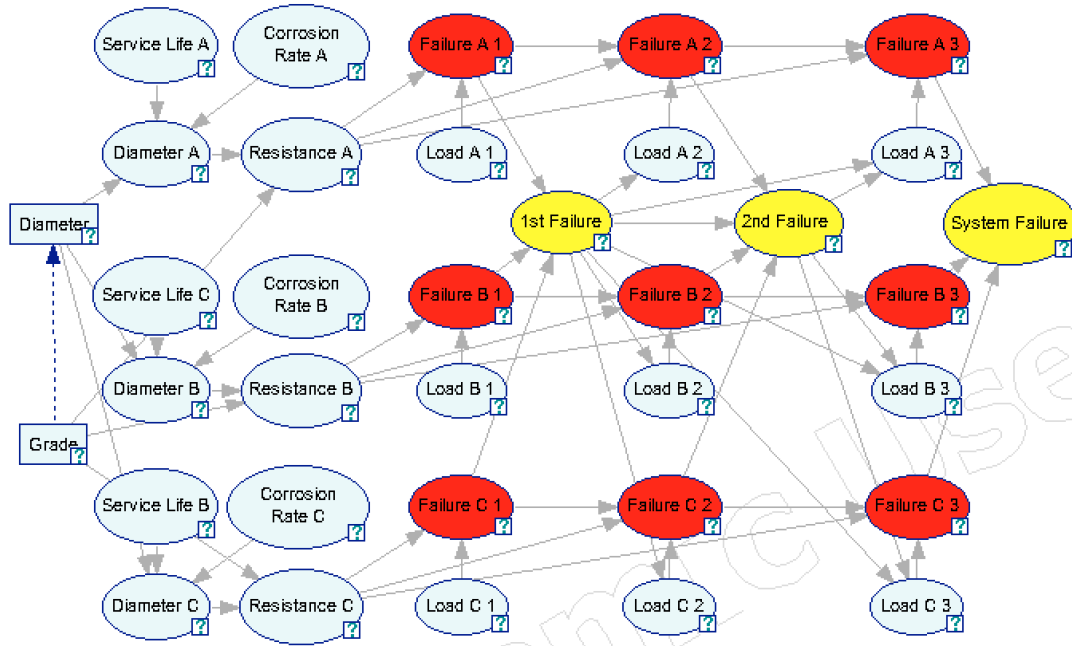 Service Life A
Corrosion
Rate A
Failure A 1
Failure A 2
Failure A 3
?
?
?
?
?
Diameter A
Resistance A
Load A 1
Load A 2
Load A 3
?
?
?
?
?
Diameter
?
1st Failure
?
2nd Failure
?
System Failure
?
Service Life C
Corrosion
Rate B
Failure B 1
Failure B 2
Failure B 3
?
?
?
?
?
Diameter B
Resistance B
Load B 1
Load B 2
Load B 3
?
?
?
?
?
Grade
?
Service Life B
Corrosion
Rate C
Failure C 1
Failure C 2
Failure C 3
?
?
?
?
?
Diameter C
Resistance C
Load C 1
Load C 2
Load C 3
?
?
?
?
?